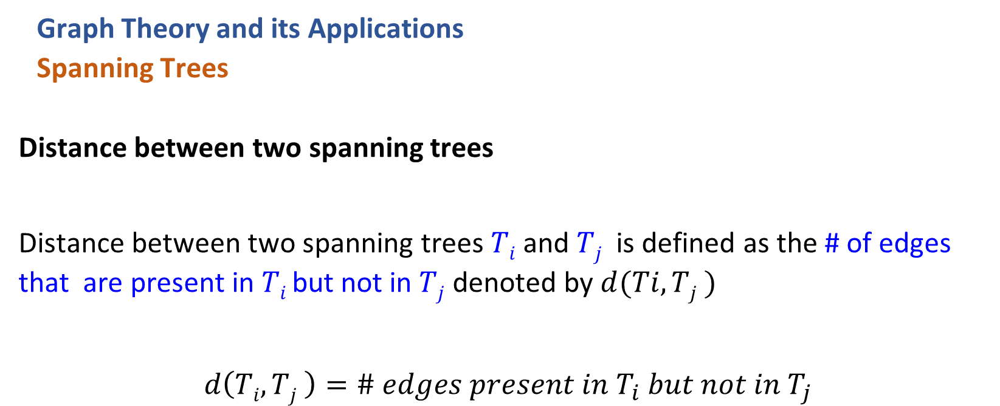 Graph Theory and its Applications
Spanning Trees
Distance between two spanning trees
Distance between two spanning trees T_i and T_j is defined as the # of edges
that are present in T_i but not in T_j denoted by d(Ti, T_j)
d(T_i, T_j) = # edges present in T_i but not in T_j